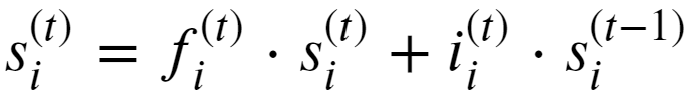 s_i^{(t)} = f_i^{(t)} · s_i^{(t)} + i_i^{(t)} · s_i^{(t−1)}